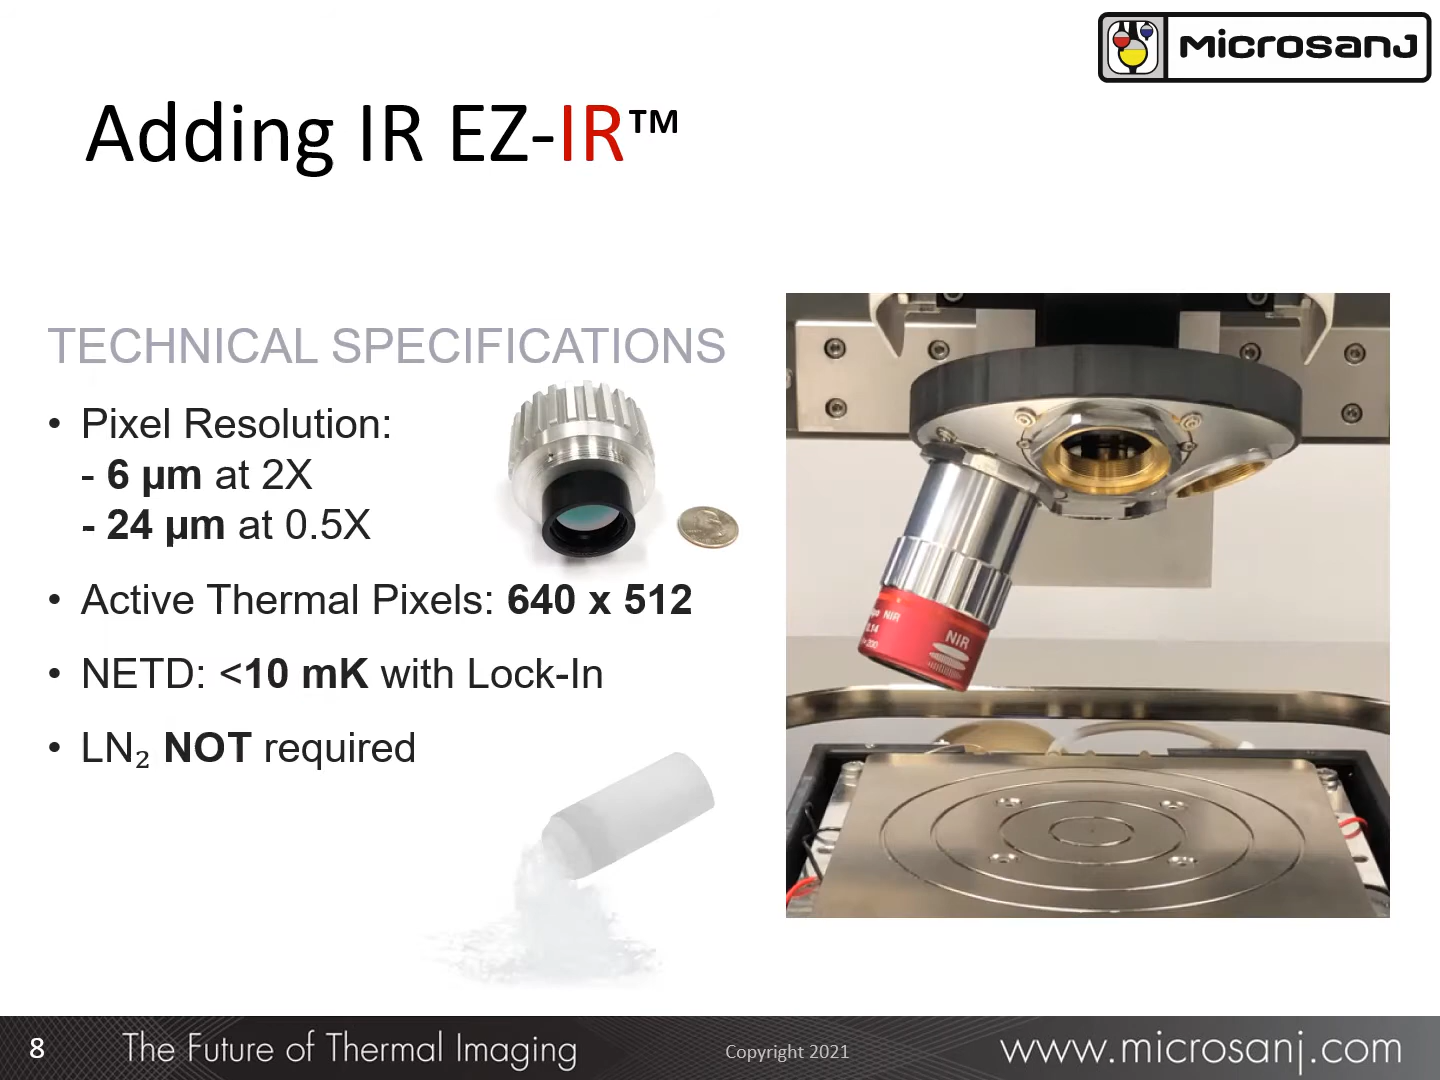 MicrosanJ
Adding IR EZ-IR™
TECHNICAL SPECIFICATIONS
• Pixel Resolution:
- 6 µm at 2X
- 24 µm at 0.5X
• Active Thermal Pixels: 640 x 512
• NETD: <10 mK with Lock-In
• LN₂ NOT required
NIR
0.14
NIR
8
The Future of Thermal Imaging
Copyright 2021
www.microsanj.com